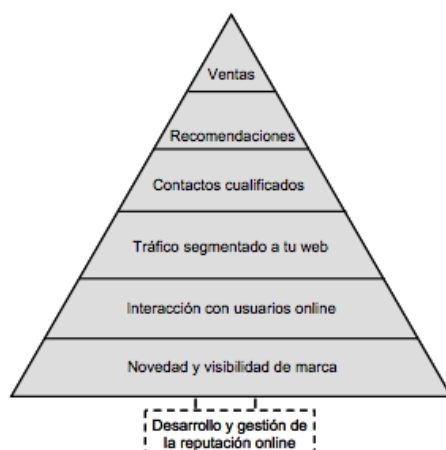 Ventas
Recomendaciones
Contactos cualificados
Tráfico segmentado a tu web
Interacción con usuarios online
Novedad y visibilidad de marca
Desarrollo y gestión de
la reputación online